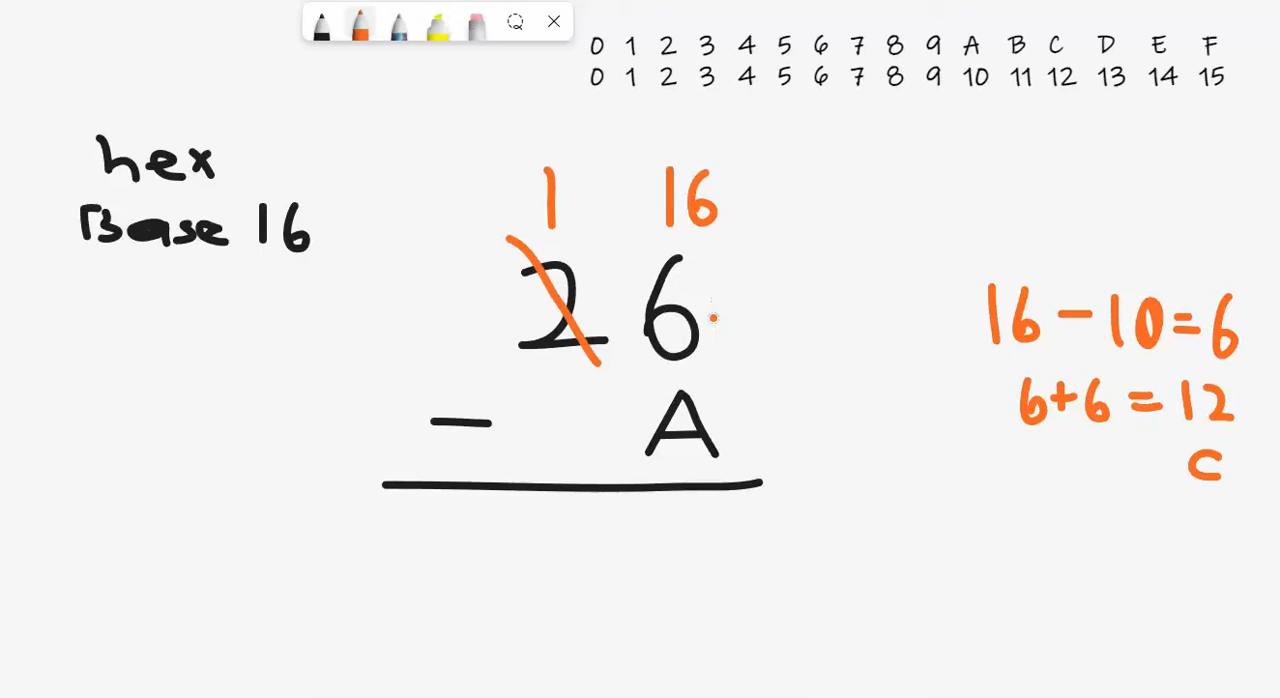 0 1 2 3 4 5 6 7 8 9 A B C D E F
0 1 2 3 4 5 6 7 8 9 10 11 12 13 14 15
hex
Base 16
1 16
2 6
- A
16 - 10 = 6
6 + 6 = 12
C